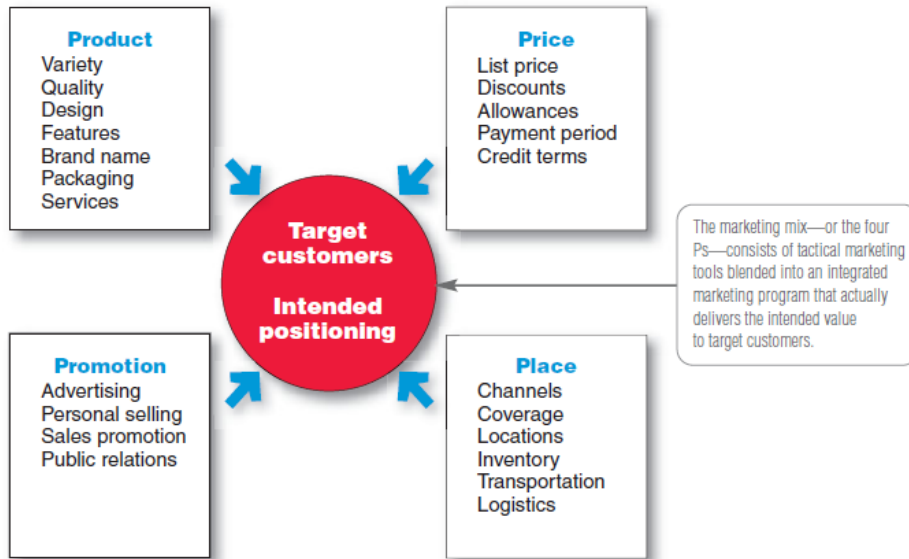 Product
Variety
Quality
Design
Features
Brand name
Packaging
Services
Price
List price
Discounts
Allowances
Payment period
Credit terms
Target
customers
Intended
positioning
The marketing mix—or the four
Ps—consists of tactical marketing
tools blended into an integrated
marketing program that actually
delivers the intended value
to target customers.
Promotion
Advertising
Personal selling
Sales promotion
Public relations
Place
Channels
Coverage
Locations
Inventory
Transportation
Logistics